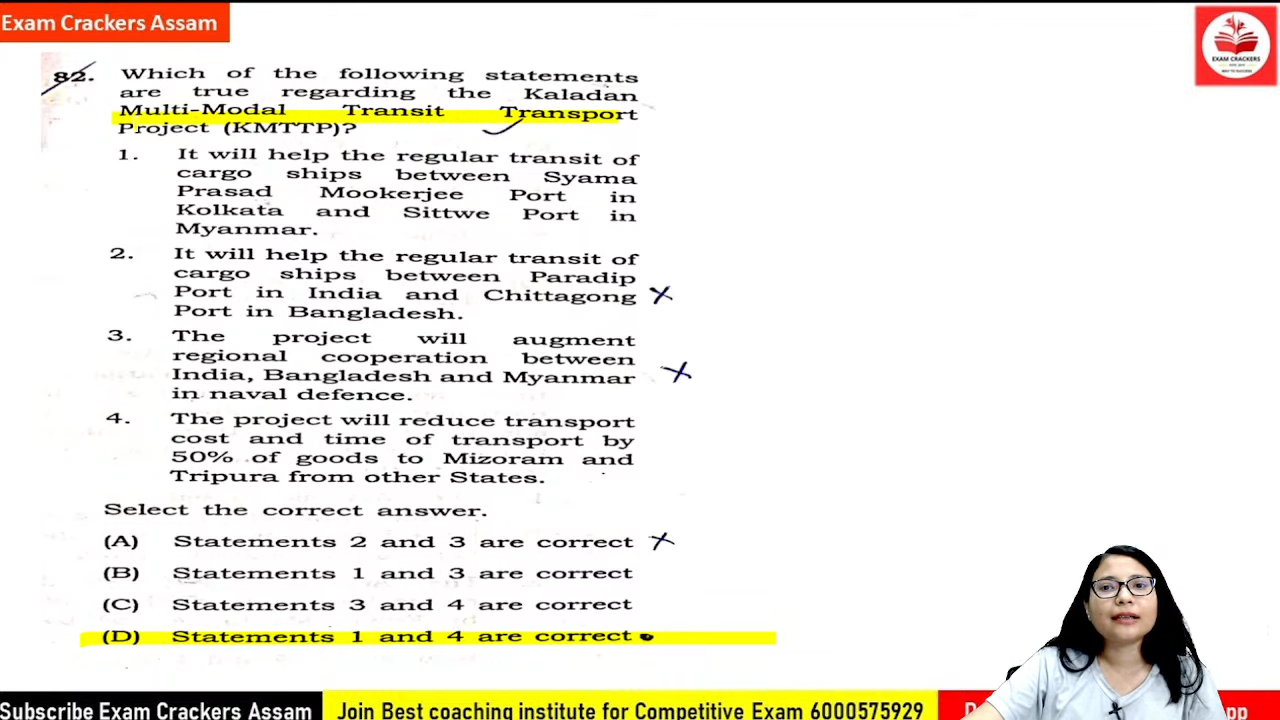 Exam Crackers Assam
EXAM CRACKERS
WAY TO SUCCESS
82. Which of the following statements
are true regarding the Kaladan
Multi-Modal Transit Transport
Project (KMTTP)?
1. It will help the regular transit of
cargo ships between Syama
Prasad Mookerjee Port in
Kolkata and Sittwe Port in
Myanmar.
2. It will help the regular transit of
cargo ships between Paradip
Port in India and Chittagong
Port in Bangladesh.
3. The project will augment
regional cooperation between
India, Bangladesh and Myanmar
in naval defence.
4. The project will reduce transport
cost and time of transport by
50% of goods to Mizoram and
Tripura from other States.
Select the correct answer.
(A) Statements 2 and 3 are correct
(B) Statements 1 and 3 are correct
(C) Statements 3 and 4 are correct
(D) Statements 1 and 4 are correct
Subscribe Exam Crackers Assam
Join Best coaching institute for Competitive Exam 6000575929